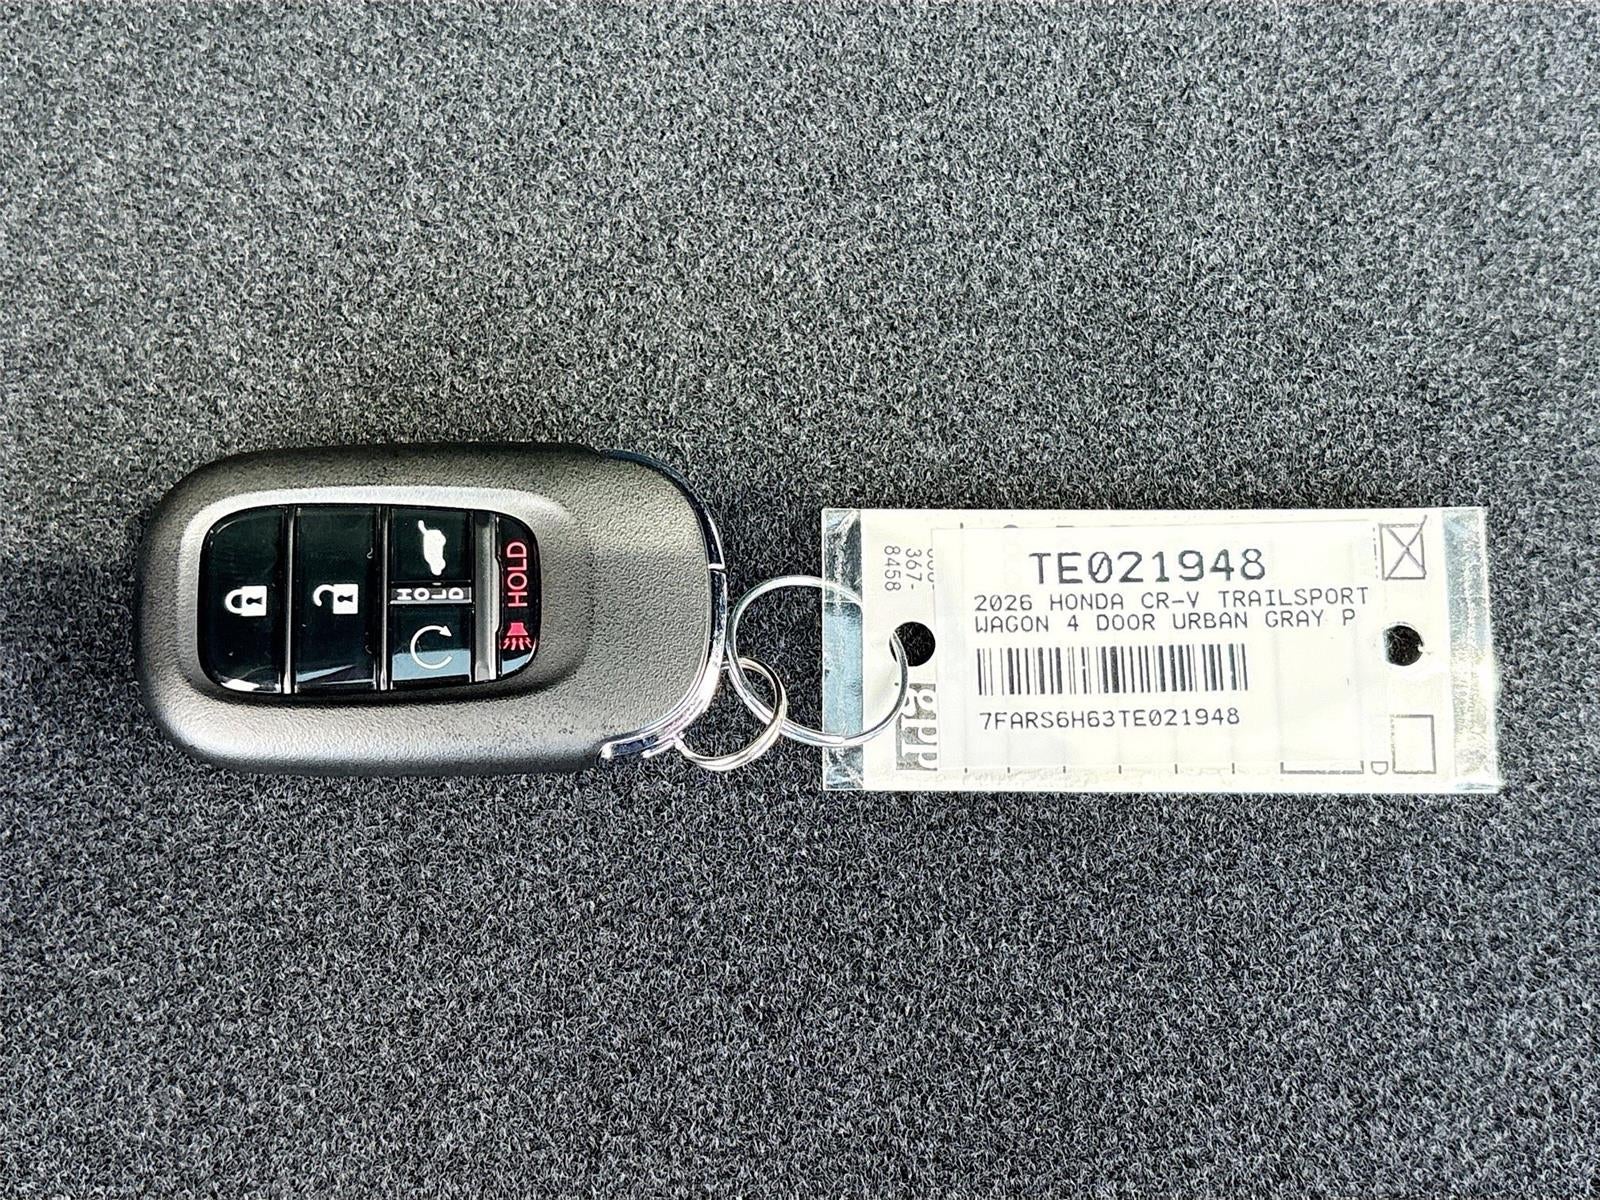 HOLD
HOLD
TE021948
2026 HONDA CR-V TRAILSPORT
WAGON 4 DOOR URBAN GRAY P
7FARS6H63TE021948
367-
8458